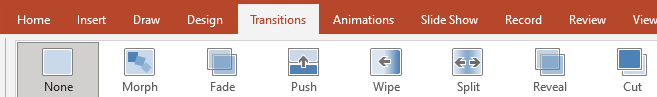 Home Insert Draw Design Transitions Animations Slide Show Record Review View
None Morph Fade Push Wipe Split Reveal Cut